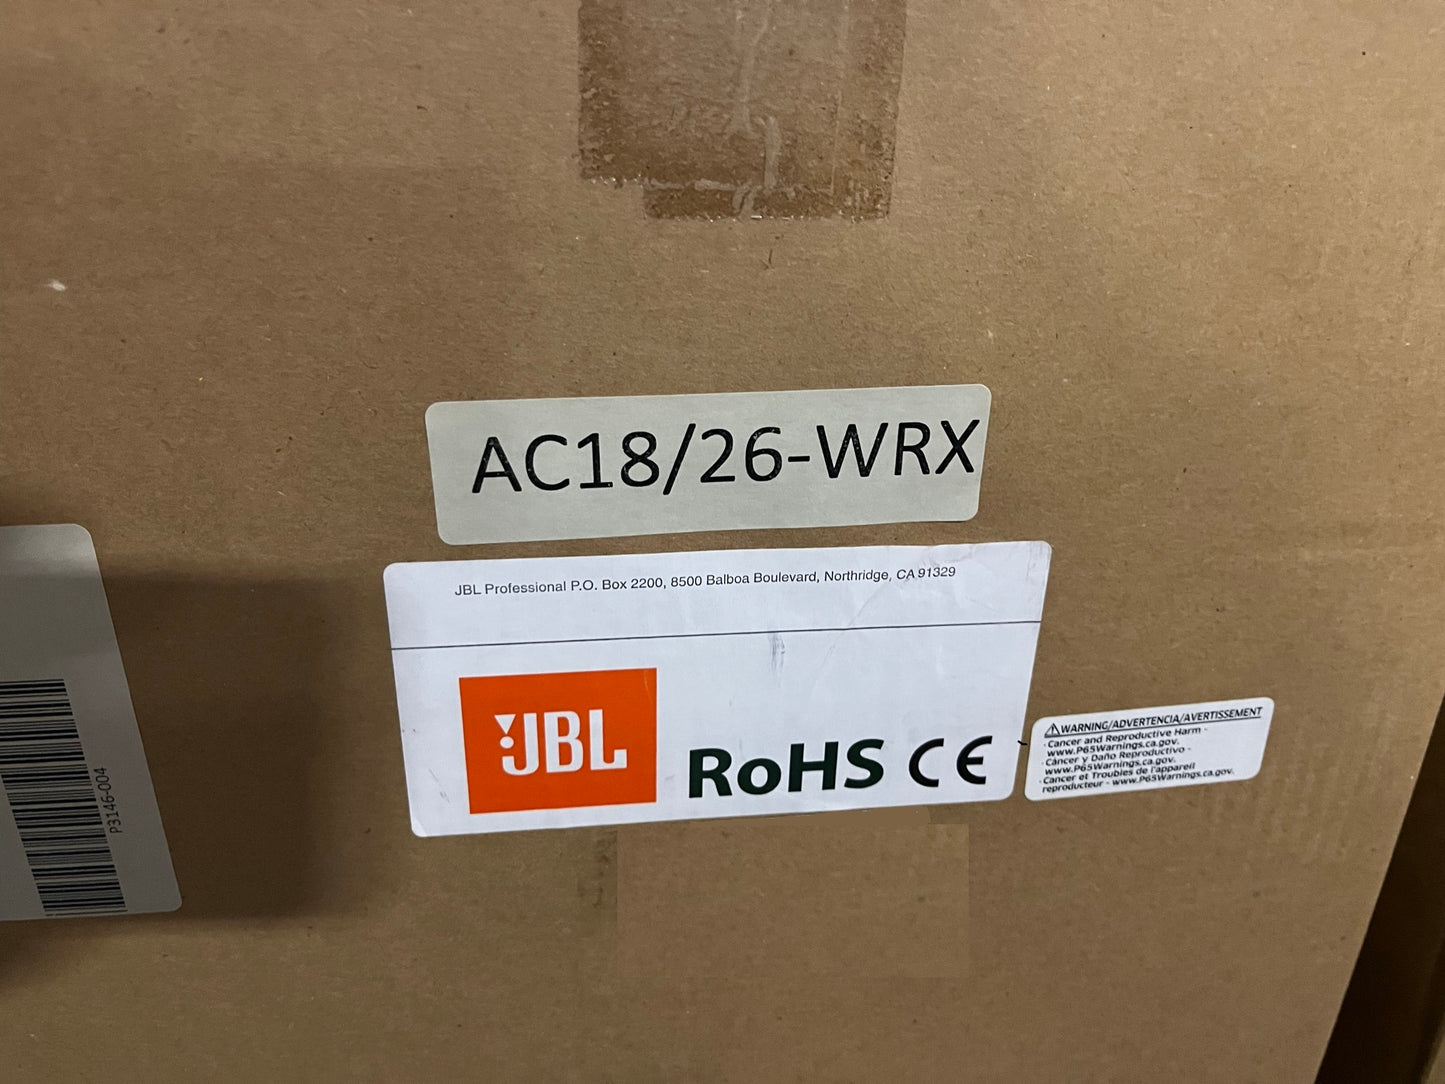 AC18/26-WRX
JBL Professional P.O. Box 2200, 8500 Balboa Boulevard, Northridge, CA 91329
JBL
RoHS CE
WARNING/ADVERTENCIA/AVERTISSEMENT
· Cancer and Reproductive Harm -
www.P65Warnings.ca.gov.
· Cáncer y Daño Reproductivo -
www.P65Warnings.ca.gov.
· Cancer et Troubles de l'appareil
reproducteur - www.P65Warnings.ca.gov.
P3146-004